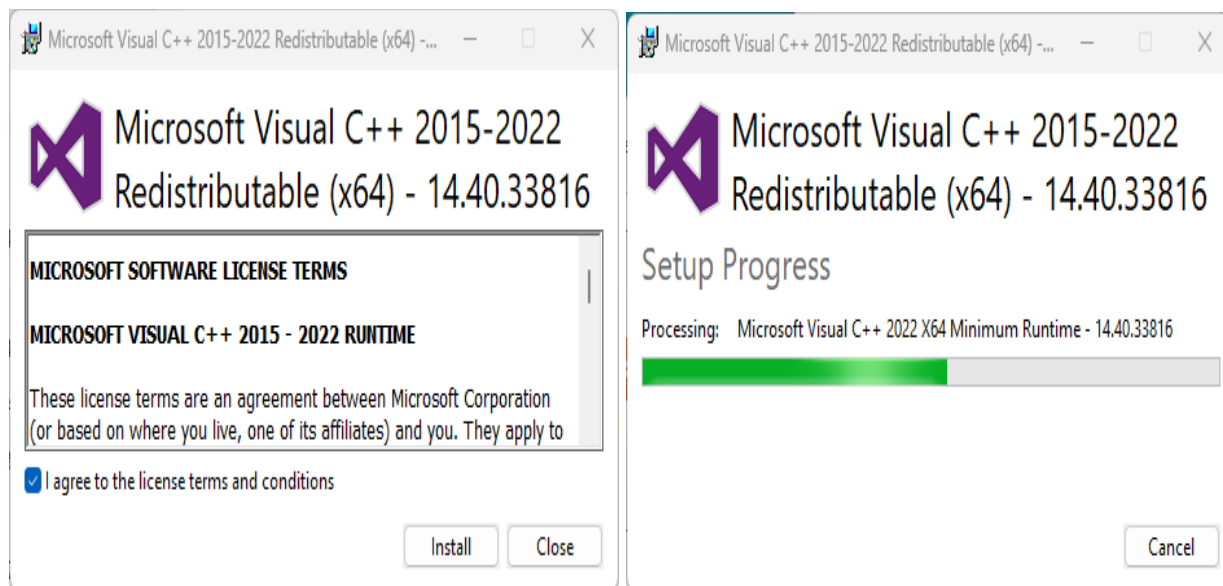 Microsoft Visual C++ 2015-2022 Redistributable (x64) -...
Microsoft Visual C++ 2015-2022
Redistributable (x64) - 14.40.33816
MICROSOFT SOFTWARE LICENSE TERMS
MICROSOFT VISUAL C++ 2015 - 2022 RUNTIME
These license terms are an agreement between Microsoft Corporation
(or based on where you live, one of its affiliates) and you. They apply to
I agree to the license terms and conditions
Install
Close
Microsoft Visual C++ 2015-2022 Redistributable (x64) -...
Microsoft Visual C++ 2015-2022
Redistributable (x64) - 14.40.33816
Setup Progress
Processing: Microsoft Visual C++ 2022 X64 Minimum Runtime - 14.40.33816
Cancel